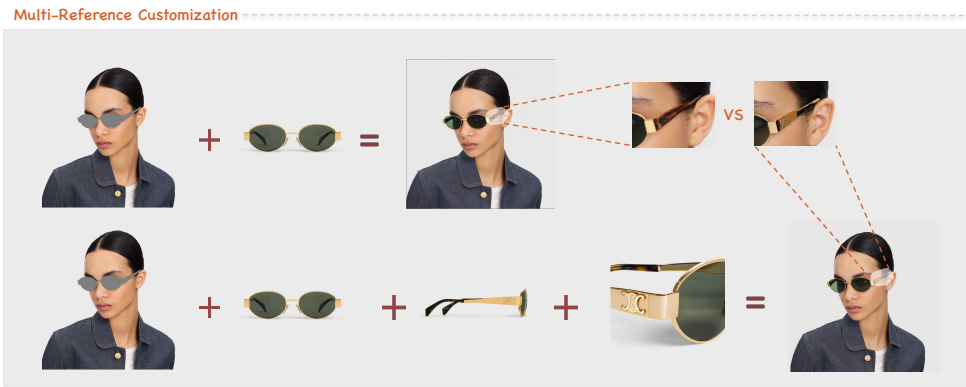 Multi-Reference Customization
+ =
vs
+ + + =